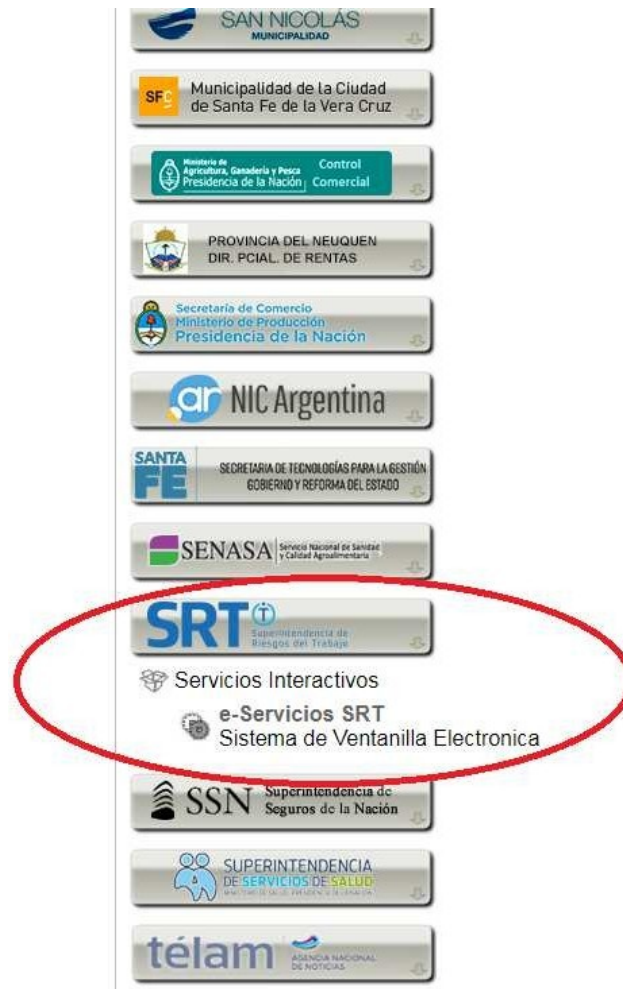 SAN NICOLÁS
MUNICIPALIDAD
SFC
Municipalidad de la Ciudad
de Santa Fe de la Vera Cruz
Ministerio de
Agricultura, Ganadería y Pesca
Presidencia de la Nación
Control
Comercial
PROVINCIA DEL NEUQUEN
DIR. PCIAL. DE RENTAS
Secretaría de Comercio
Ministerio de Producción
Presidencia de la Nación
.ar NIC Argentina
SANTA
FE
SECRETARIA DE TECNOLOGÍAS PARA LA GESTIÓN
GOBIERNO Y REFORMA DEL ESTADO
SENASA
Servicio Nacional de Sanidad
y Calidad Agroalimentaria
SRT
Superintendencia de
Riesgos del Trabajo
Servicios Interactivos
e-Servicios SRT
Sistema de Ventanilla Electronica
SSN
Superintendencia de
Seguros de la Nación
SUPERINTENDENCIA
DE SERVICIOS DE SALUD
télam
AGENCIA NACIONAL
DE NOTICIAS